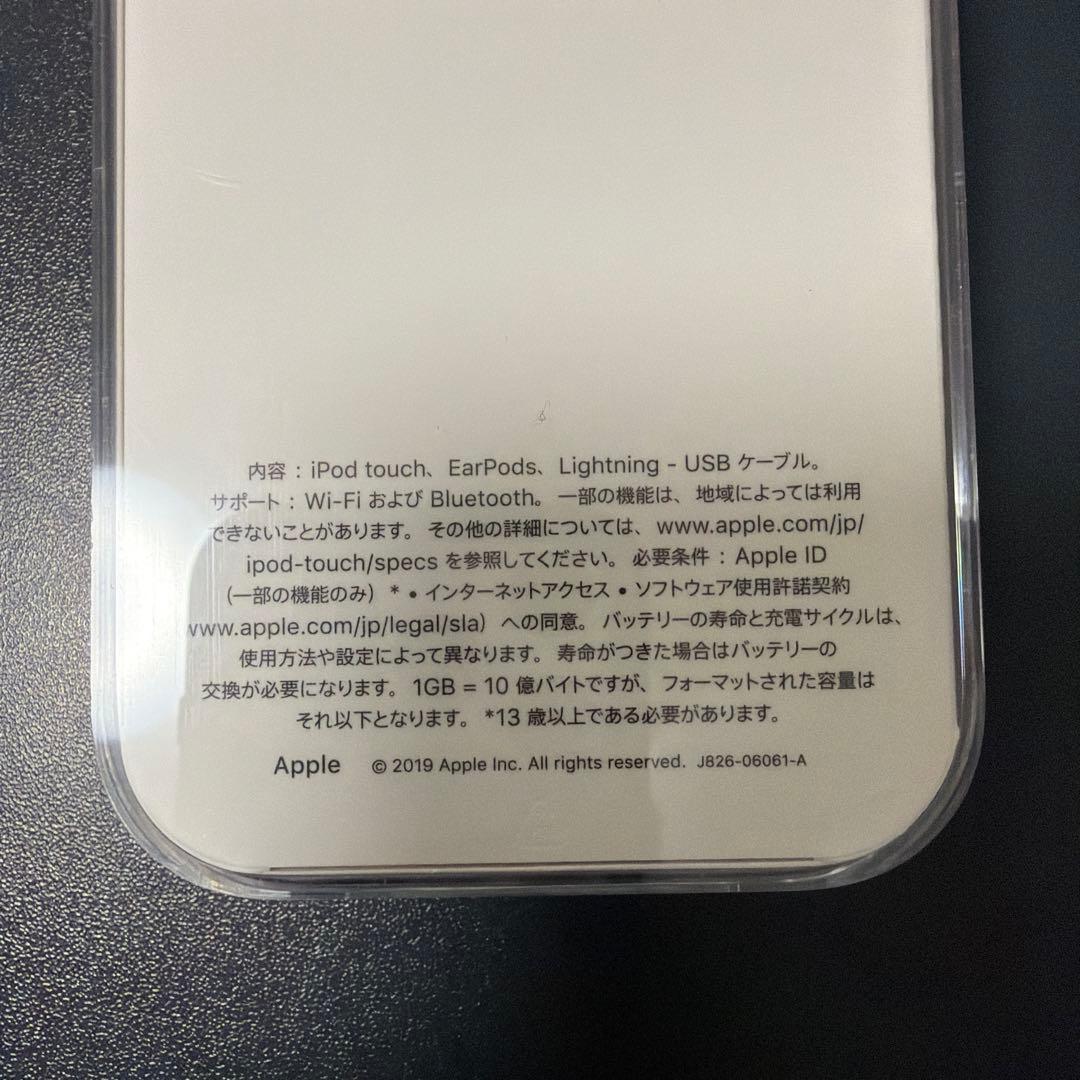 内容 : iPod touch、EarPods、Lightning - USB ケーブル。
サポート : Wi-Fi および Bluetooth。 一部の機能は、地域によっては利用
できないことがあります。 その他の詳細については、www.apple.com/jp/
ipod-touch/specs を参照してください。 必要条件 : Apple ID
（一部の機能のみ）* • インターネットアクセス • ソフトウェア使用許諾契約
www.apple.com/jp/legal/sla） への同意。 バッテリーの寿命と充電サイクルは、
使用方法や設定によって異なります。 寿命がつきた場合はバッテリーの
交換が必要になります。 1GB = 10 億バイトですが、フォーマットされた容量は
それ以下となります。 *13 歳以上である必要があります。
Apple © 2019 Apple Inc. All rights reserved. J826-06061-A